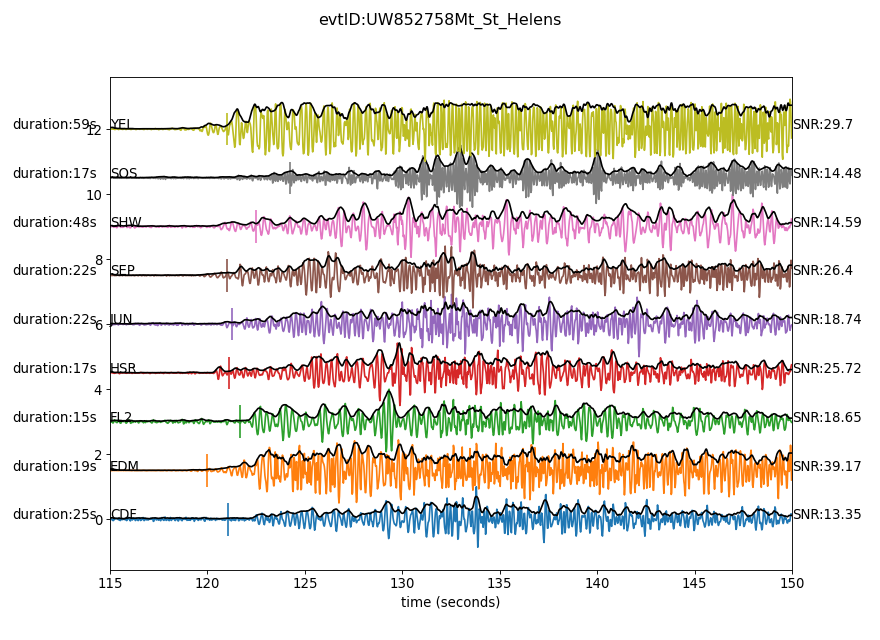 evtID:UW852758Mt_St_Helens
duration:59s YEL SNR:29.7
12
duration:17s SOS SNR:14.48
10
duration:48s SHW SNR:14.59
8
duration:22s SEP SNR:26.4
duration:22s JUN SNR:18.74
6
duration:17s HSR SNR:25.72
4
duration:15s FL2 SNR:18.65
2
duration:19s EDM SNR:39.17
duration:25s CDF SNR:13.35
0
115 120 125 130 135 140 145 150
time (seconds)